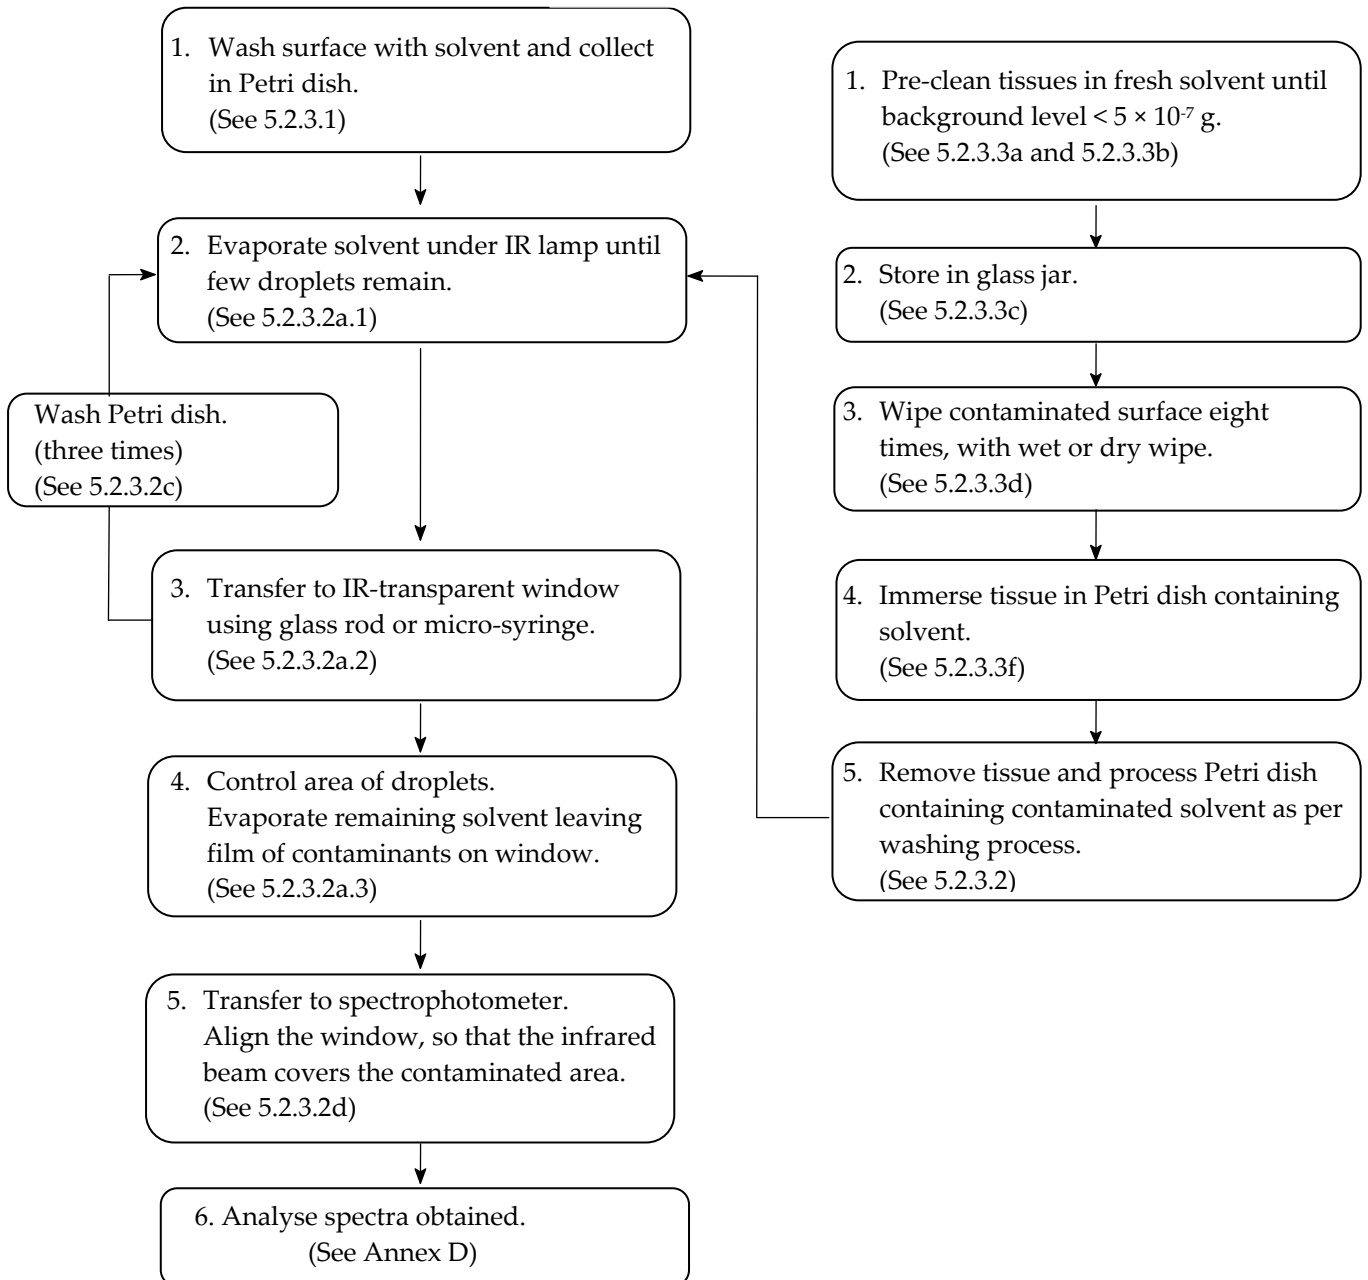 1. Wash surface with solvent and collect
in Petri dish.
(See 5.2.3.1)
2. Evaporate solvent under IR lamp until
few droplets remain.
(See 5.2.3.2a.1)
Wash Petri dish.
(three times)
(See 5.2.3.2c)
3. Transfer to IR-transparent window
using glass rod or micro-syringe.
(See 5.2.3.2a.2)
4. Control area of droplets.
Evaporate remaining solvent leaving
film of contaminants on window.
(See 5.2.3.2a.3)
5. Transfer to spectrophotometer.
Align the window, so that the infrared
beam covers the contaminated area.
(See 5.2.3.2d)
6. Analyse spectra obtained.
(See Annex D)
1. Pre-clean tissues in fresh solvent until
background level < 5 × 10⁻⁷ g.
(See 5.2.3.3a and 5.2.3.3b)
2. Store in glass jar.
(See 5.2.3.3c)
3. Wipe contaminated surface eight
times, with wet or dry wipe.
(See 5.2.3.3d)
4. Immerse tissue in Petri dish containing
solvent.
(See 5.2.3.3f)
5. Remove tissue and process Petri dish
containing contaminated solvent as per
washing process.
(See 5.2.3.2)